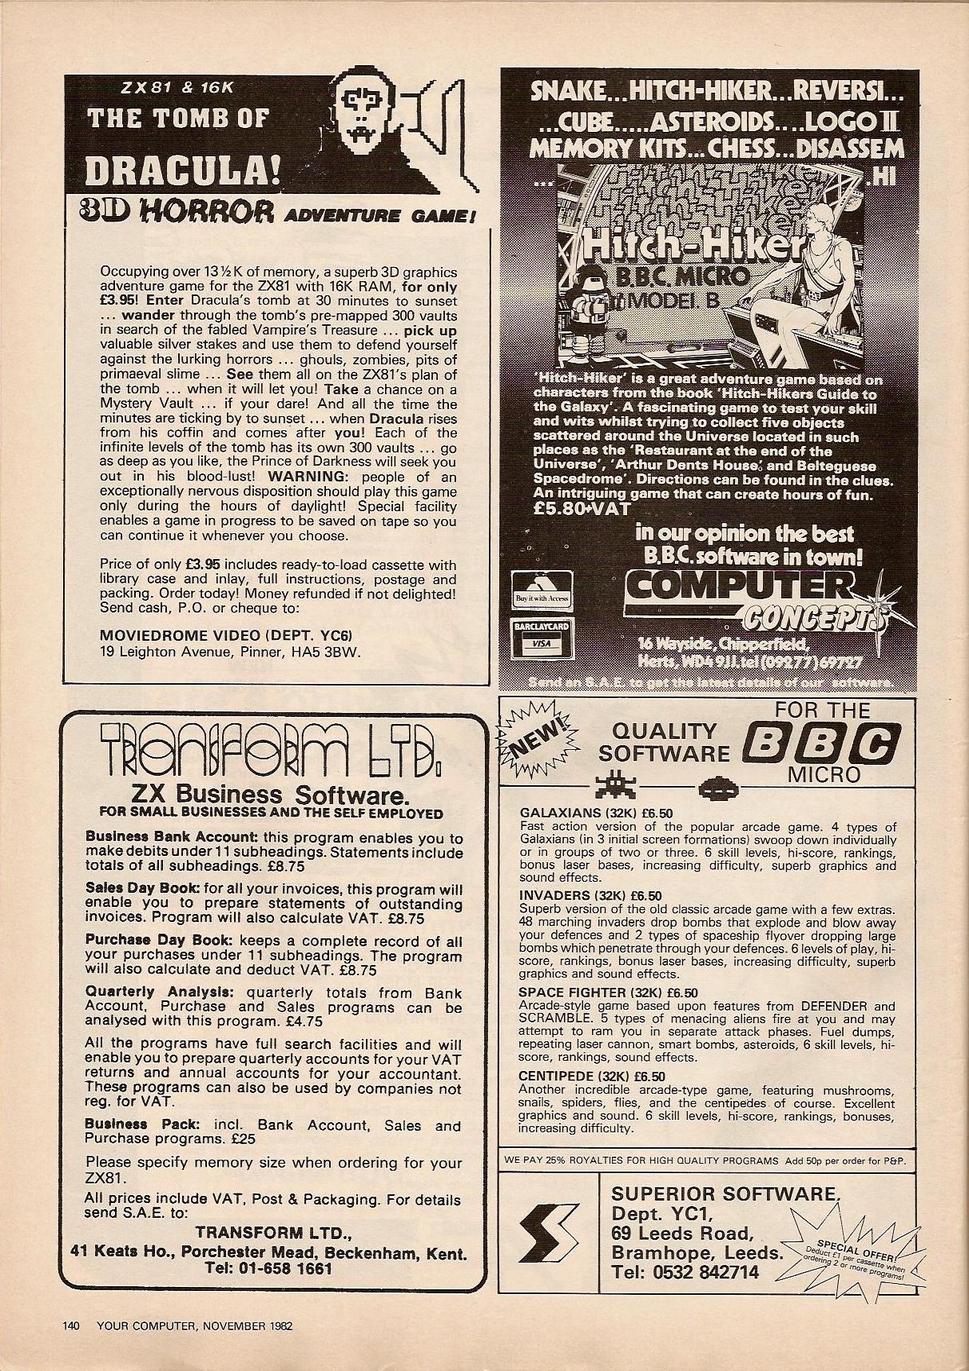 ZX81 & 16K
THE TOMB OF
DRACULA!
3D HORROR ADVENTURE GAME!
Occupying over 13½K of memory, a superb 3D graphics
adventure game for the ZX81 with 16K RAM, for only
£3.95! Enter Dracula's tomb at 30 minutes to sunset
... wander through the tomb's pre-mapped 300 vaults
in search of the fabled Vampire's Treasure ... pick up
valuable silver stakes and use them to defend yourself
against the lurking horrors ... ghouls, zombies, pits of
primaeval slime ... See them all on the ZX81's plan of
the tomb ... when it will let you! Take a chance on a
Mystery Vault ... if your dare! And all the time the
minutes are ticking by to sunset ... when Dracula rises
from his coffin and comes after you! Each of the
infinite levels of the tomb has its own 300 vaults ... go
as deep as you like, the Prince of Darkness will seek you
out in his blood-lust! WARNING: people of an
exceptionally nervous disposition should play this game
only during the hours of daylight! Special facility
enables a game in progress to be saved on tape so you
can continue it whenever you choose.
Price of only £3.95 includes ready-to-load cassette with
library case and inlay, full instructions, postage and
packing. Order today! Money refunded if not delighted!
Send cash, P.O. or cheque to:
MOVIEDROME VIDEO (DEPT. YC6)
19 Leighton Avenue, Pinner, HA5 3BW.
SNAKE...HITCH-HIKER...REVERSI...
...CUBE.....ASTEROIDS....LOGO II
MEMORY KITS...CHESS...DISASSEM
... .HI
Hitch-Hiker
Hitch-Hiker
Hitch-Hiker
Hitch-Hiker
B.B.C. MICRO
MODEL B
'Hitch-Hiker' is a great adventure game based on
characters from the book 'Hitch-Hikers Guide to
the Galaxy'. A fascinating game to test your skill
and wits whilst trying to collect five objects
scattered around the Universe located in such
places as the 'Restaurant at the end of the
Universe', 'Arthur Dents House', and Belteguese
Spacedrome'. Directions can be found in the clues.
An intriguing game that can create hours of fun.
£5.80+VAT
in our opinion the best
B.B.C. software in town!
COMPUTER
CONCEPTS
Buy it with Access
BARCLAYCARD
VISA
16 Wayside, Chipperfield,
Herts, WD4 9JJ. tel (09277) 69727
Send an S.A.E. to get the latest details of our software.
TRANSFORM LTD.
ZX Business Software.
FOR SMALL BUSINESSES AND THE SELF EMPLOYED
Business Bank Account: this program enables you to
make debits under 11 subheadings. Statements include
totals of all subheadings. £8.75
Sales Day Book: for all your invoices, this program will
enable you to prepare statements of outstanding
invoices. Program will also calculate VAT. £8.75
Purchase Day Book: keeps a complete record of all
your purchases under 11 subheadings. The program
will also calculate and deduct VAT. £8.75
Quarterly Analysis: quarterly totals from Bank
Account, Purchase and Sales programs can be
analysed with this program. £4.75
All the programs have full search facilities and will
enable you to prepare quarterly accounts for your VAT
returns and annual accounts for your accountant.
These programs can also be used by companies not
reg. for VAT.
Business Pack: incl. Bank Account, Sales and
Purchase programs. £25
Please specify memory size when ordering for your
ZX81.
All prices include VAT, Post & Packaging. For details
send S.A.E. to:
TRANSFORM LTD.,
41 Keats Ho., Porchester Mead, Beckenham, Kent.
Tel: 01-658 1661
NEW!
QUALITY
SOFTWARE
FOR THE
BBC
MICRO
GALAXIANS (32K) £6.50
Fast action version of the popular arcade game. 4 types of
Galaxians (in 3 initial screen formations) swoop down individually
or in groups of two or three. 6 skill levels, hi-score, rankings,
bonus laser bases, increasing difficulty, superb graphics and
sound effects.
INVADERS (32K) £6.50
Superb version of the old classic arcade game with a few extras.
48 marching invaders drop bombs that explode and blow away
your defences and 2 types of spaceship flyover dropping large
bombs which penetrate through your defences. 6 levels of play, hi-
score, rankings, bonus laser bases, increasing difficulty, superb
graphics and sound effects.
SPACE FIGHTER (32K) £6.50
Arcade-style game based upon features from DEFENDER and
SCRAMBLE. 5 types of menacing aliens fire at you and may
attempt to ram you in separate attack phases. Fuel dumps,
repeating laser cannon, smart bombs, asteroids, 6 skill levels, hi-
score, rankings, sound effects.
CENTIPEDE (32K) £6.50
Another incredible arcade-type game, featuring mushrooms,
snails, spiders, flies, and the centipedes of course. Excellent
graphics and sound. 6 skill levels, hi-score, rankings, bonuses,
increasing difficulty.
WE PAY 25% ROYALTIES FOR HIGH QUALITY PROGRAMS Add 50p per order for P&P.
SUPERIOR SOFTWARE,
Dept. YC1,
69 Leeds Road,
Bramhope, Leeds.
Tel: 0532 842714
SPECIAL OFFER!
Deduct £1 per cassette when
ordering 2 or more programs!
140 YOUR COMPUTER, NOVEMBER 1982